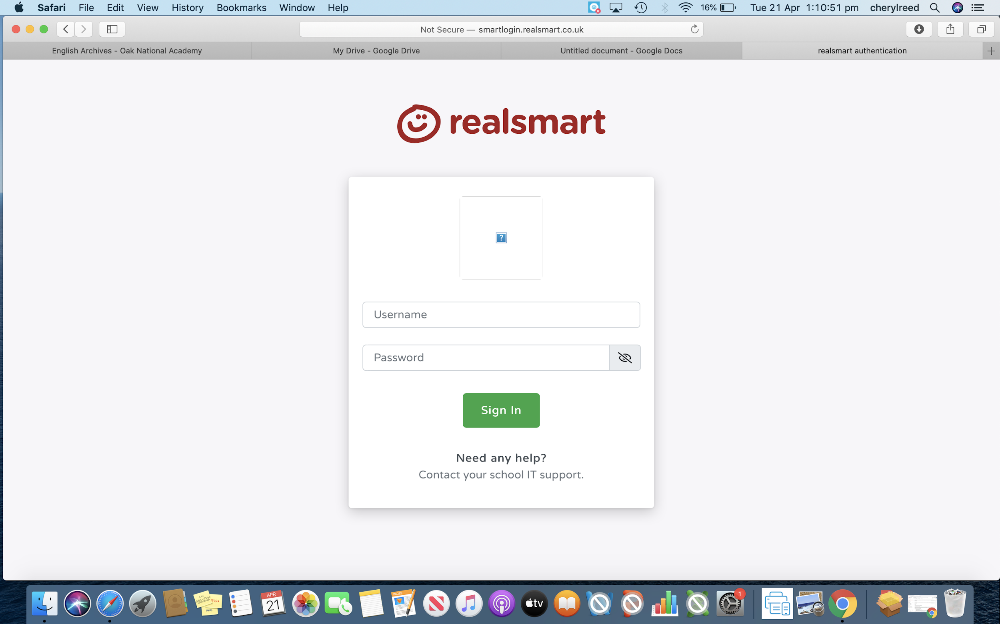 Safari File Edit View History Bookmarks Window Help 16% Tue 21 Apr 1:10:51 pm cherylreed
Not Secure — smartlogin.realsmart.co.uk
English Archives - Oak National Academy My Drive - Google Drive Untitled document - Google Docs realsmart authentication
realsmart
?
Username
Password
Sign In
Need any help?
Contact your school IT support.
APR
21
PAGES
tv
1